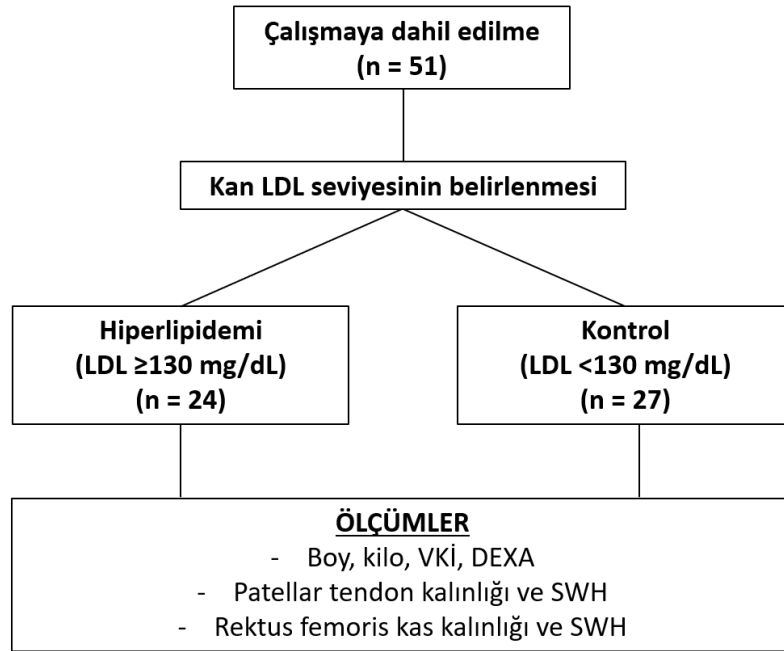 Çalışmaya dahil edilme
(n = 51)
Kan LDL seviyesinin belirlenmesi
Hiperlipidemi
(LDL ≥130 mg/dL)
(n = 24)
Kontrol
(LDL <130 mg/dL)
(n = 27)
ÖLÇÜMLER
- Boy, kilo, VKİ, DEXA
- Patellar tendon kalınlığı ve SWH
- Rektus femoris kas kalınlığı ve SWH